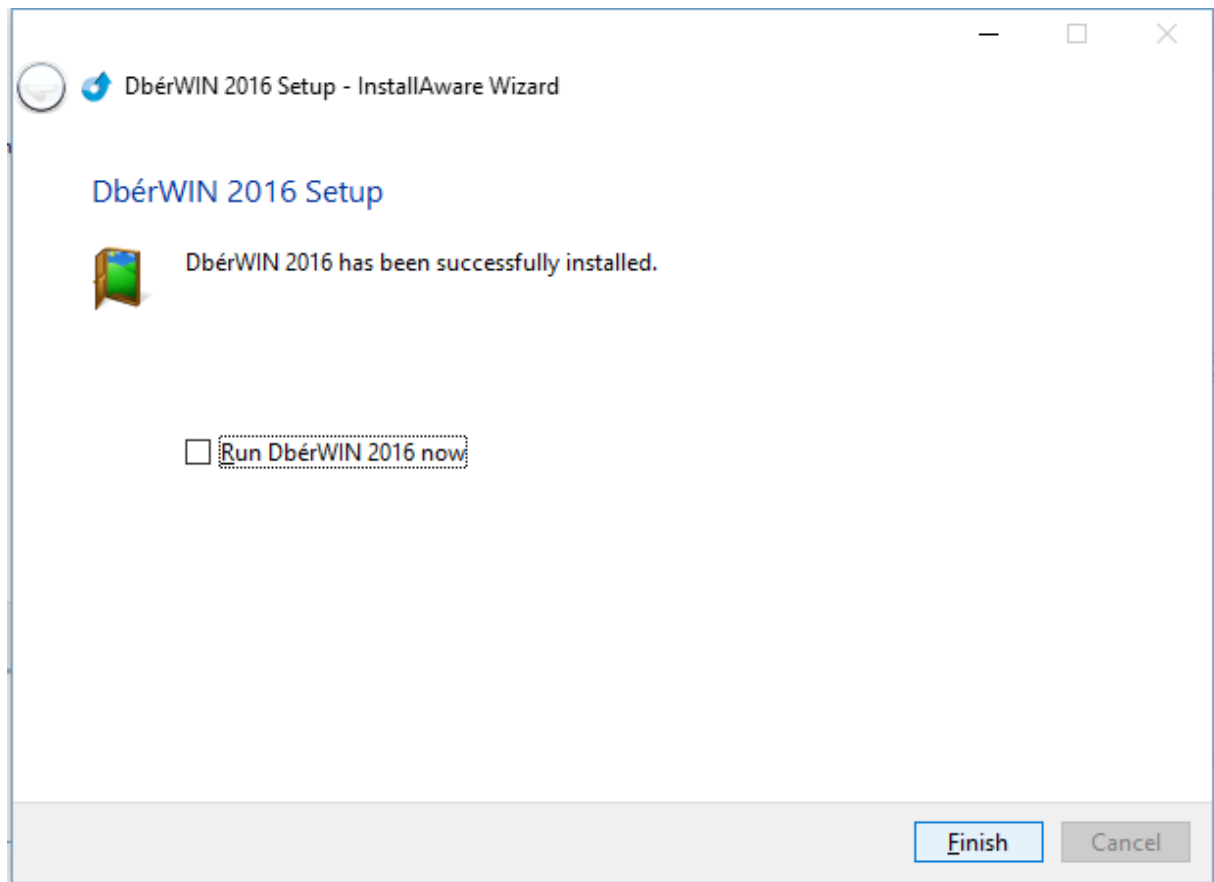 DbérWIN 2016 Setup - InstallAware Wizard
DbérWIN 2016 Setup
DbérWIN 2016 has been successfully installed.
Run DbérWIN 2016 now
Finish
Cancel